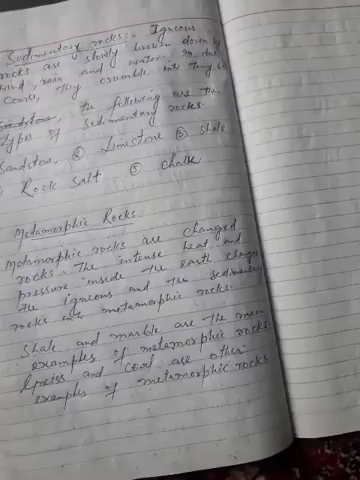 Sedimentary rocks:- Igneous
rocks are slowly broken down by
wind, rain and water. In due
course, they crumble into tiny
the following are the
types of sedimentary rocks.
Sandstone, ② Limestone ③ Shale
Rock salt ⑤ chalk.
Metamorphic Rocks
Metamorphic rocks are changed
rocks. The intense heat and
pressure inside the earth changes
the igneous and the sedimentary
rocks into metamorphic rocks.
Shale and marble are the main
examples of metamorphic rocks.
Gneiss and are other
examples of metamorphic rocks